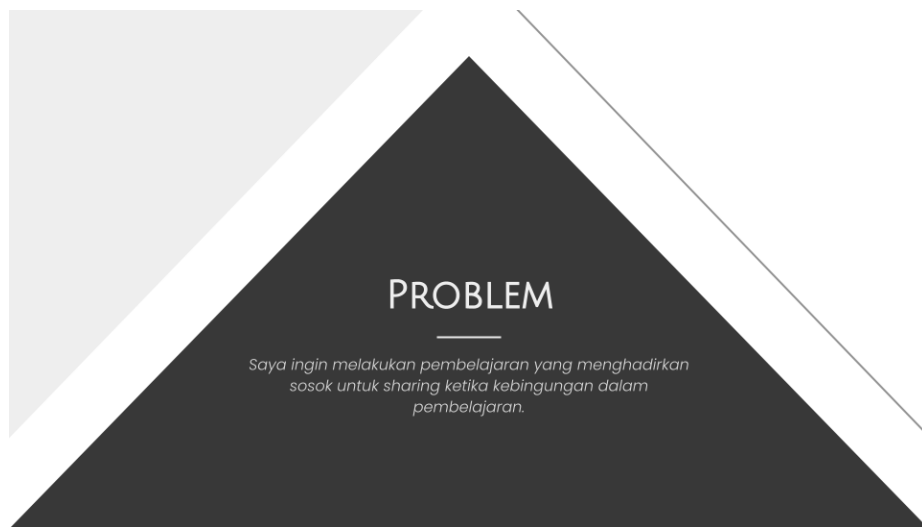 Problem
Saya ingin melakukan pembelajaran yang menghadirkan
sosok untuk sharing ketika kebingungan dalam
pembelajaran.